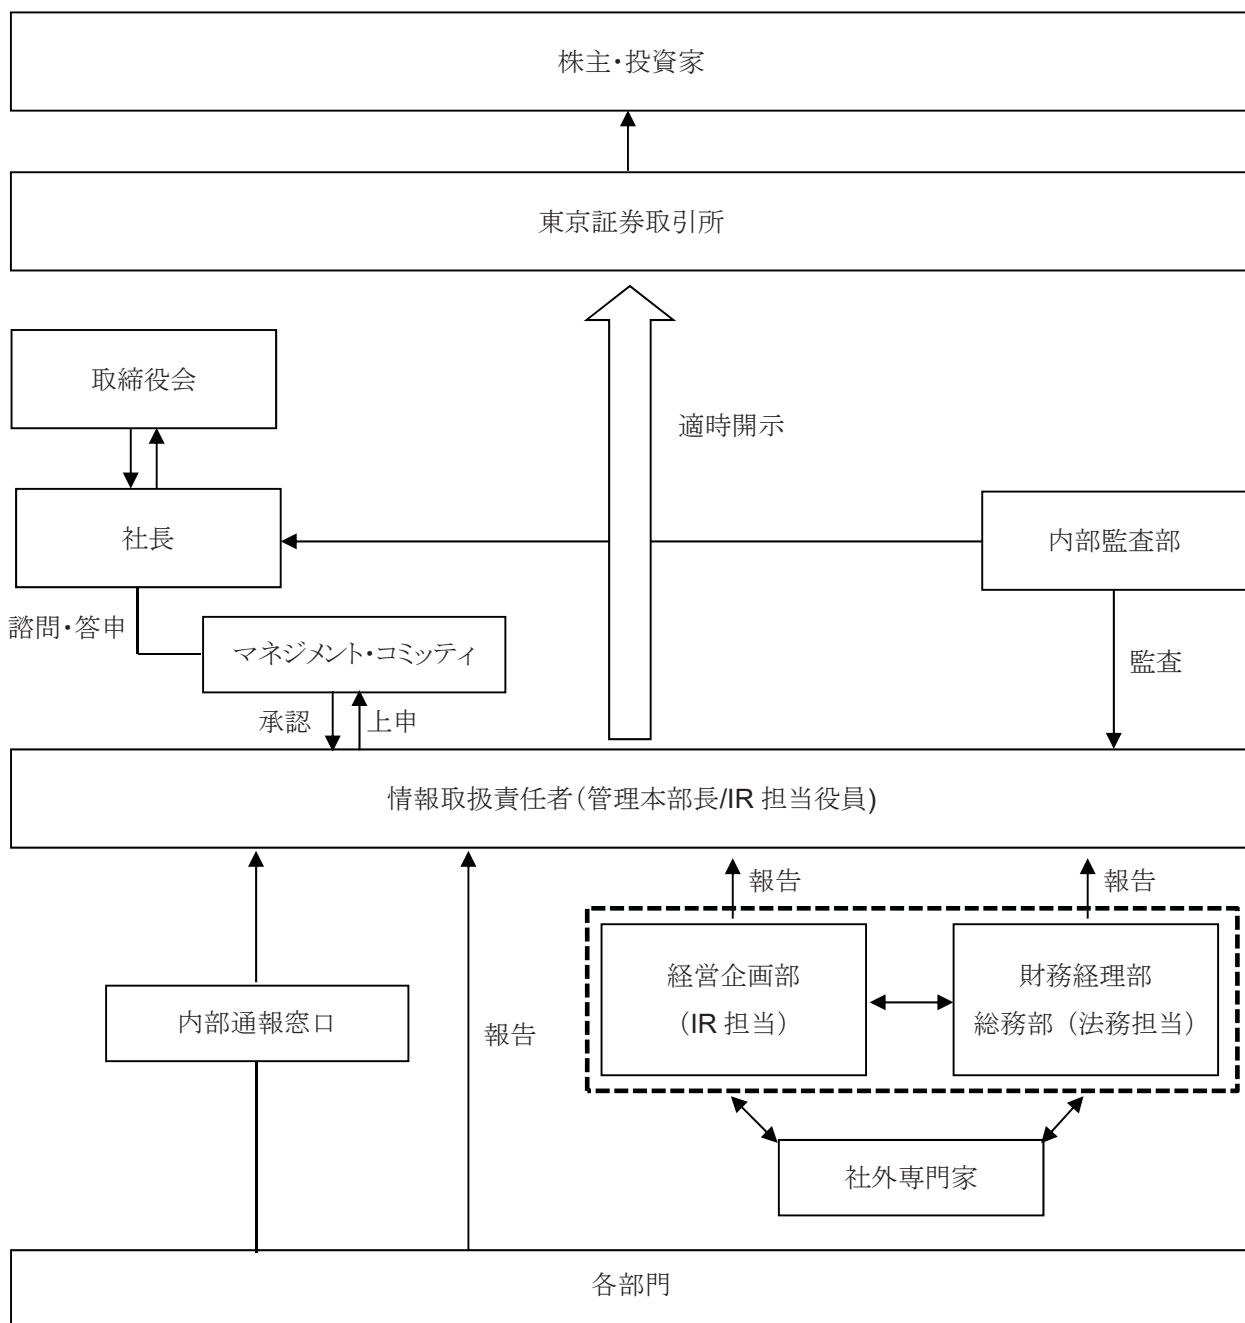 株主・投資家
東京証券取引所
取締役会
適時開示
社長
内部監査部
諮問・答申
マネジメント・コミッティ
監査
承認
上申
情報取扱責任者(管理本部長/IR 担当役員)
報告
報告
経営企画部
(IR 担当)
財務経理部
総務部 (法務担当)
内部通報窓口
報告
社外専門家
各部門